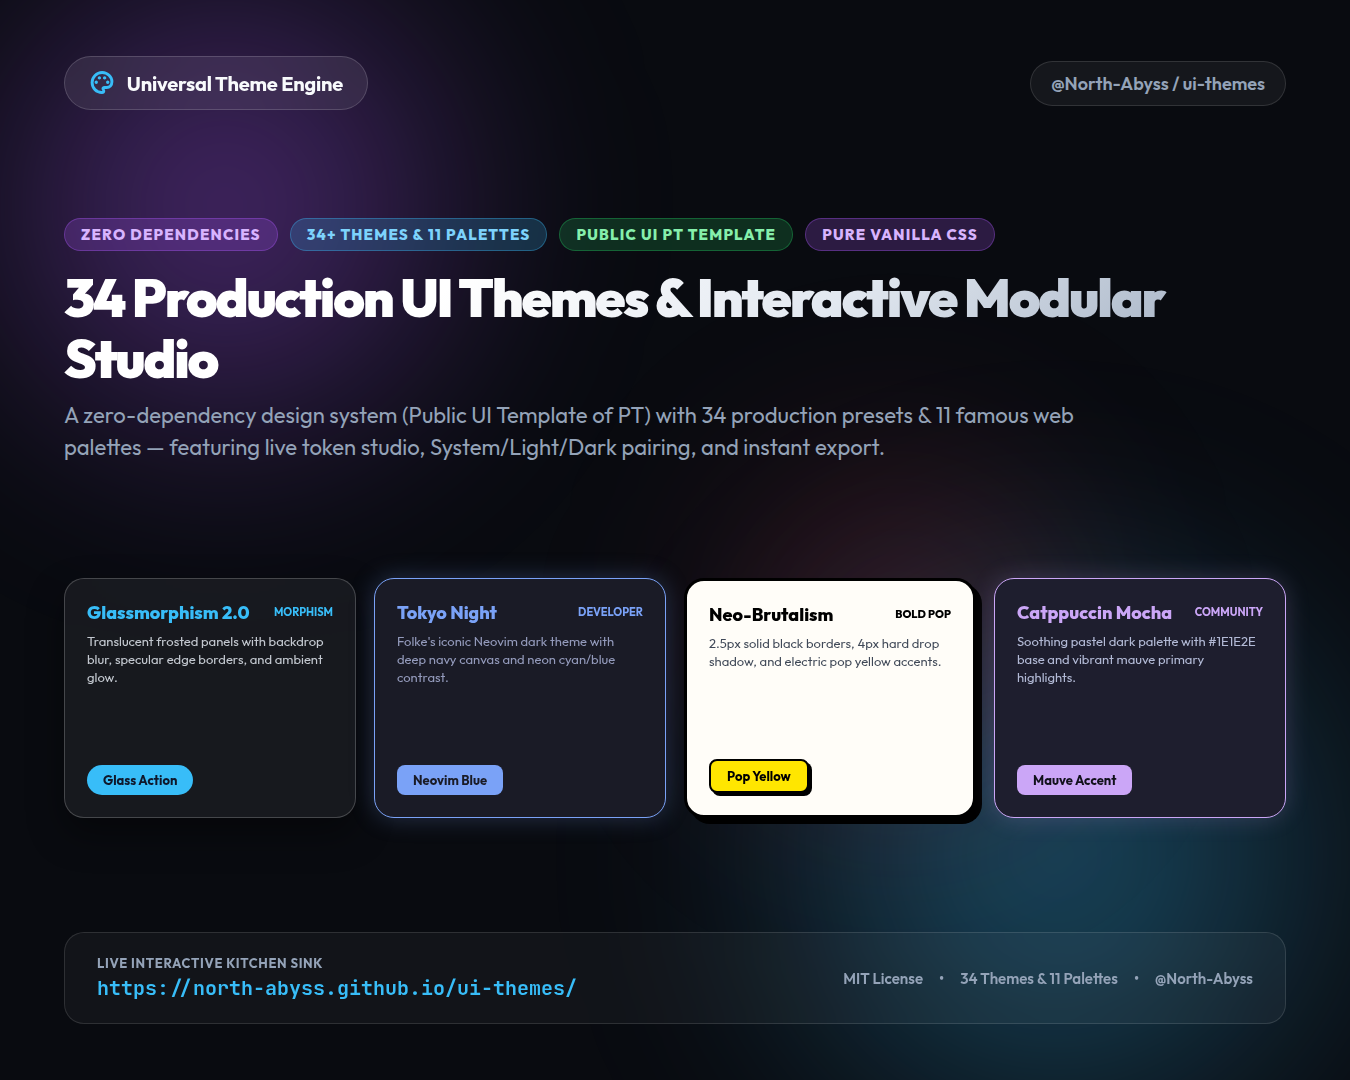 Universal Theme Engine
@North-Abyss / ui-themes
ZERO DEPENDENCIES
34+ THEMES & 11 PALETTES
PUBLIC UI PT TEMPLATE
PURE VANILLA CSS
34 Production UI Themes & Interactive Modular
Studio
A zero-dependency design system (Public UI Template of PT) with 34 production presets & 11 famous web
palettes — featuring live token studio, System/Light/Dark pairing, and instant export.
Glassmorphism 2.0
MORPHISM
Translucent frosted panels with backdrop
blur, specular edge borders, and ambient
glow.
Glass Action
Tokyo Night
DEVELOPER
Folke's iconic Neovim dark theme with
deep navy canvas and neon cyan/blue
contrast.
Neovim Blue
Neo-Brutalism
BOLD POP
2.5px solid black borders, 4px hard drop
shadow, and electric pop yellow accents.
Pop Yellow
Catppuccin Mocha
COMMUNITY
Soothing pastel dark palette with #1E1E2E
base and vibrant mauve primary
highlights.
Mauve Accent
LIVE INTERACTIVE KITCHEN SINK
https://north-abyss.github.io/ui-themes/
MIT License • 34 Themes & 11 Palettes • @North-Abyss